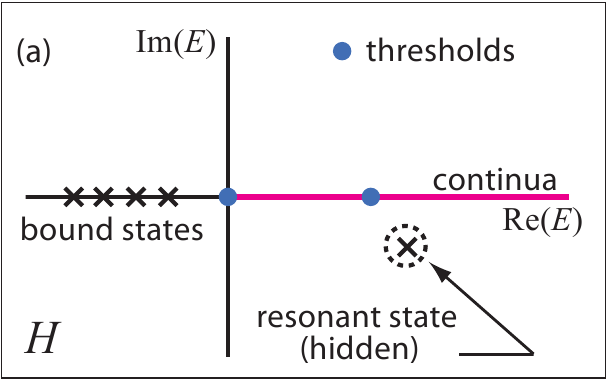 (a)
Im(E)
thresholds
continua
Re(E)
bound states
resonant state
(hidden)
H